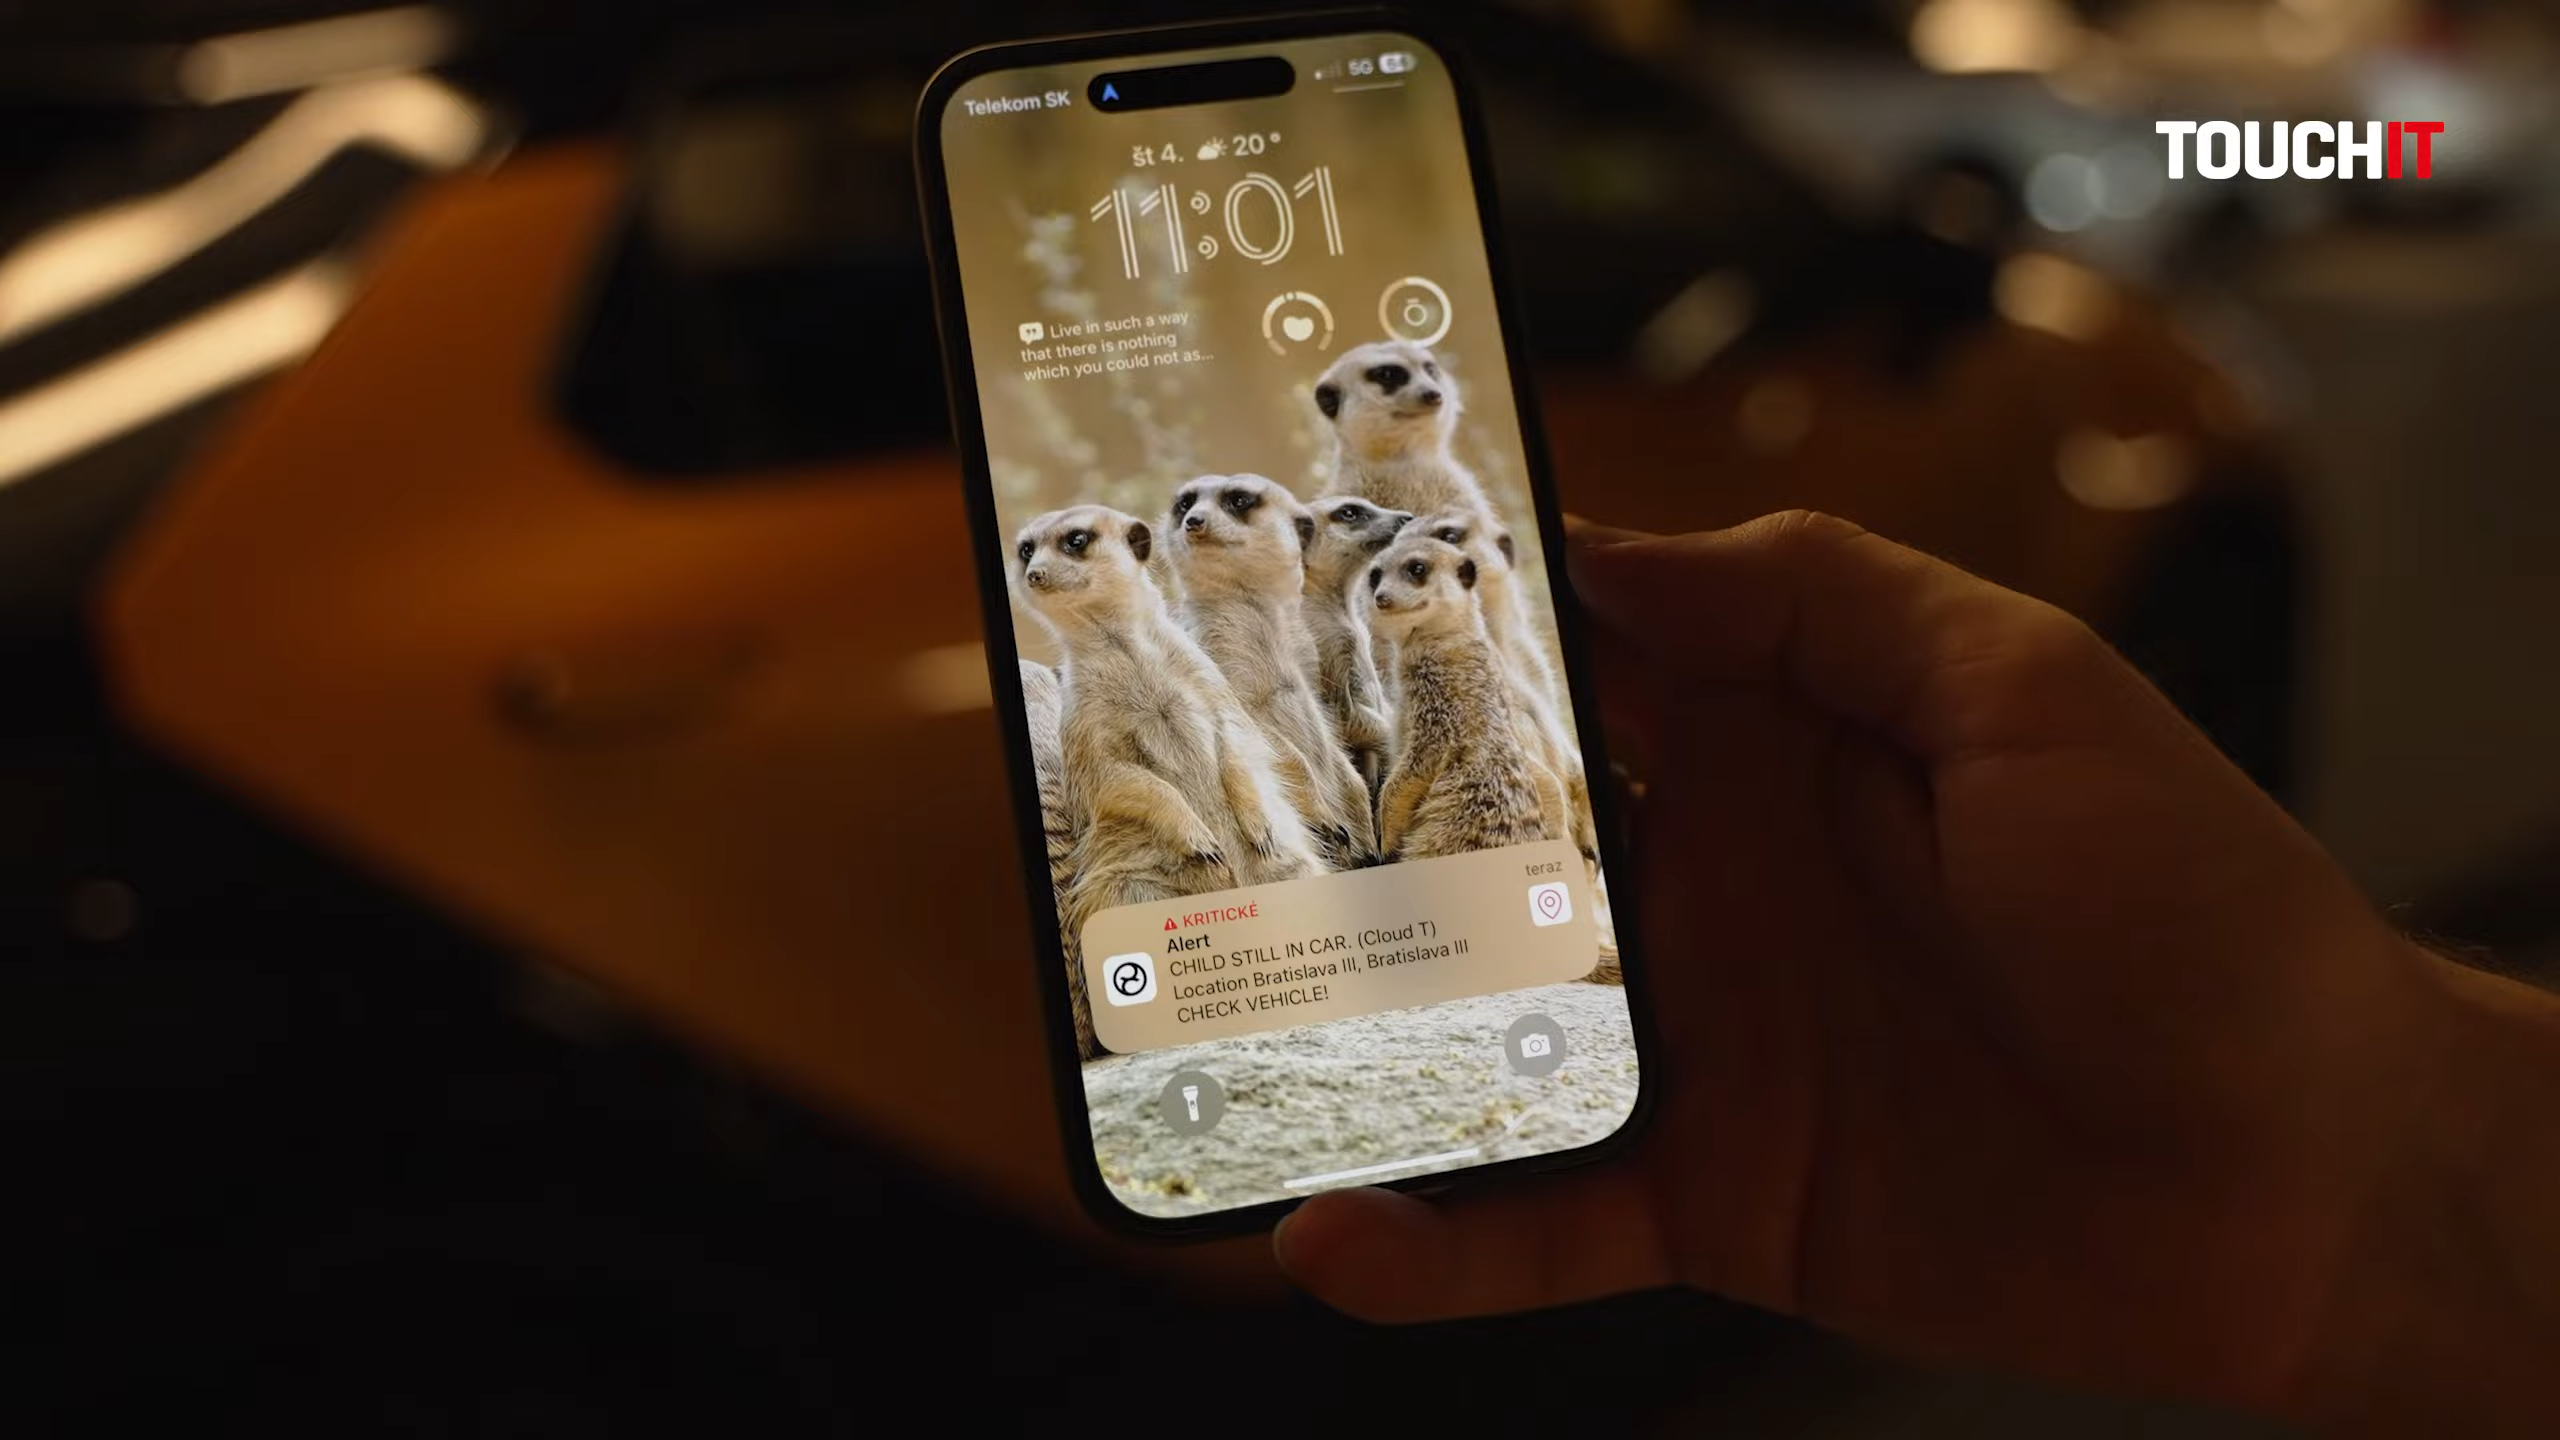 TOUCHIT
Telekom SK
5G 64
št 4. 20°
11:01
Live in such a way
that there is nothing
which you could not as...
teraz
KRITICKÉ
Alert
CHILD STILL IN CAR. (Cloud T)
Location Bratislava III, Bratislava III
CHECK VEHICLE!